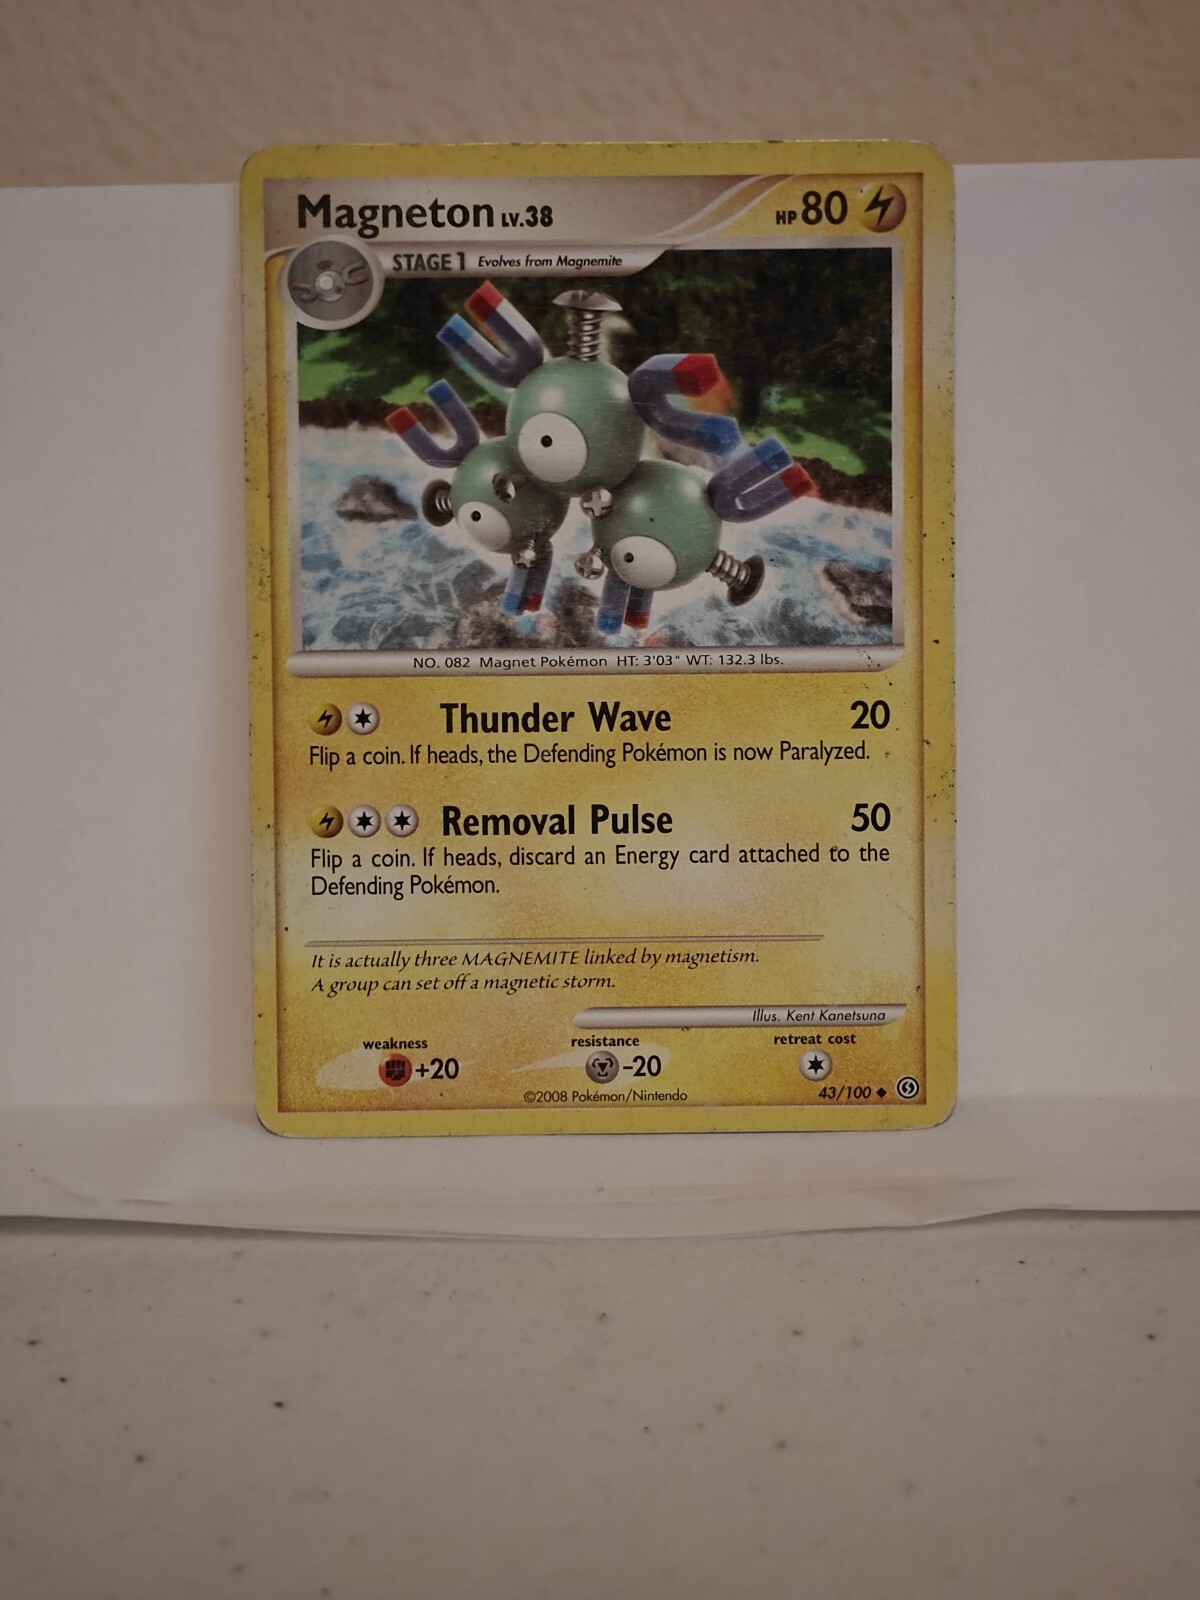 Magneton LV.38 HP 80
STAGE 1 Evolves from Magnemite
NO. 082 Magnet Pokémon HT: 3'03" WT: 132.3 lbs.
Thunder Wave 20
Flip a coin. If heads, the Defending Pokémon is now Paralyzed.
Removal Pulse 50
Flip a coin. If heads, discard an Energy card attached to the
Defending Pokémon.
It is actually three MAGNEMITE linked by magnetism.
A group can set off a magnetic storm.
Illus. Kent Kanetsuna
weakness resistance retreat cost
+20 −20
©2008 Pokémon/Nintendo 43/100